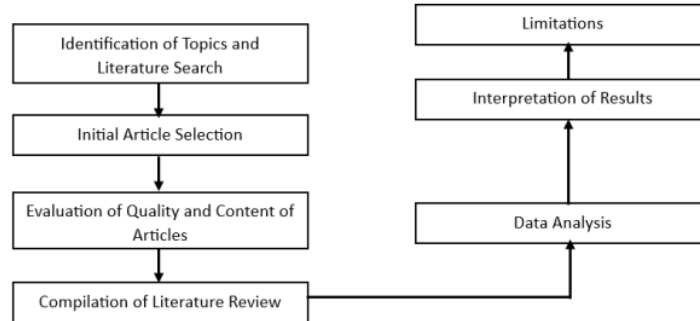 Identification of Topics and
Literature Search
Initial Article Selection
Evaluation of Quality and Content of
Articles
Compilation of Literature Review
Data Analysis
Interpretation of Results
Limitations